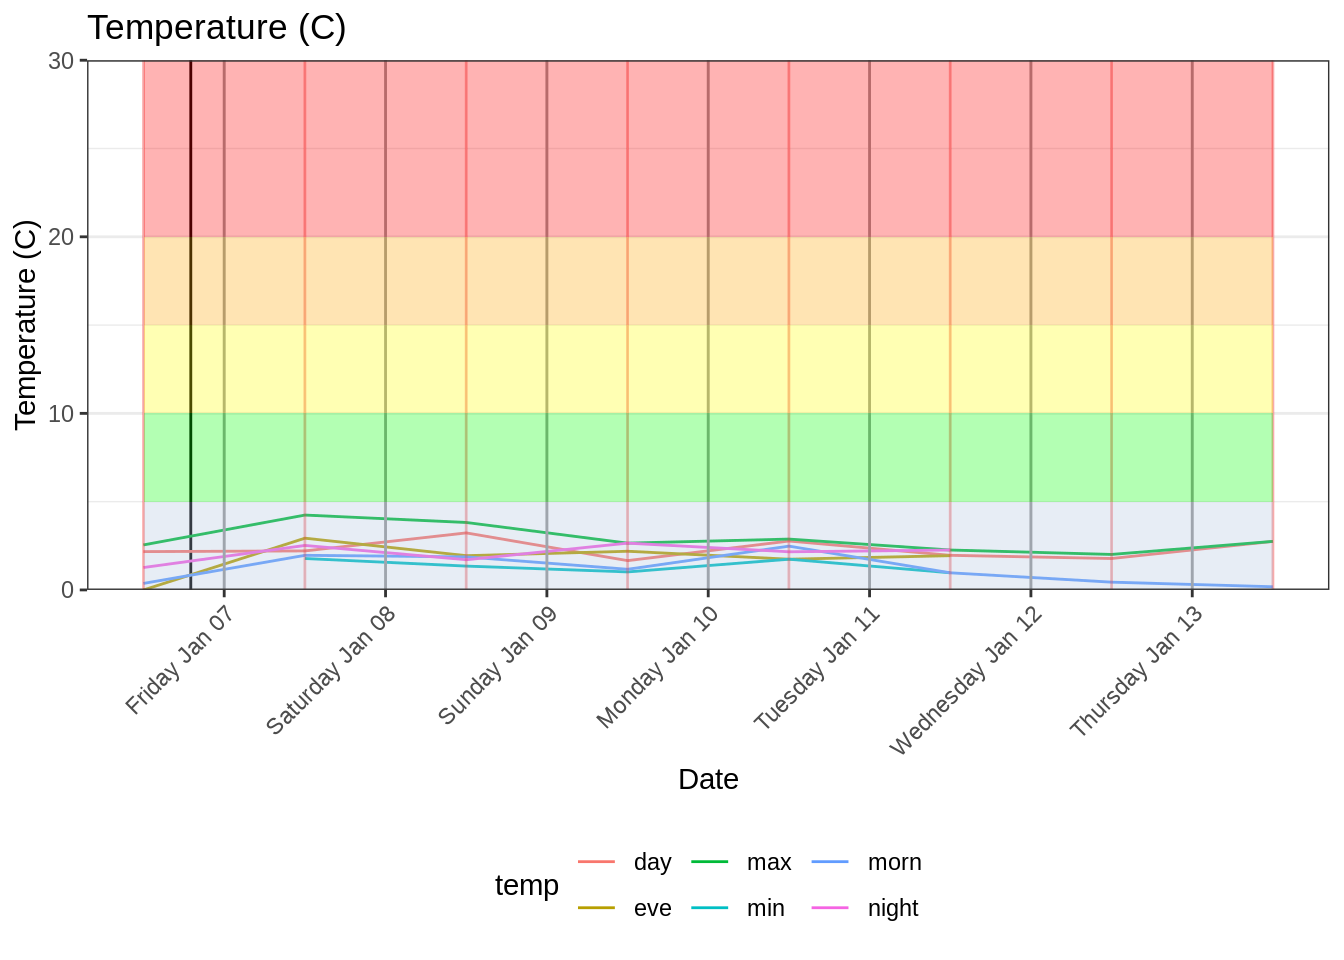 Temperature (C)
Temperature (C)
30
20
10
0
Friday Jan 07
Saturday Jan 08
Sunday Jan 09
Monday Jan 10
Tuesday Jan 11
Wednesday Jan 12
Thursday Jan 13
Date
temp
day
max
morn
eve
min
night